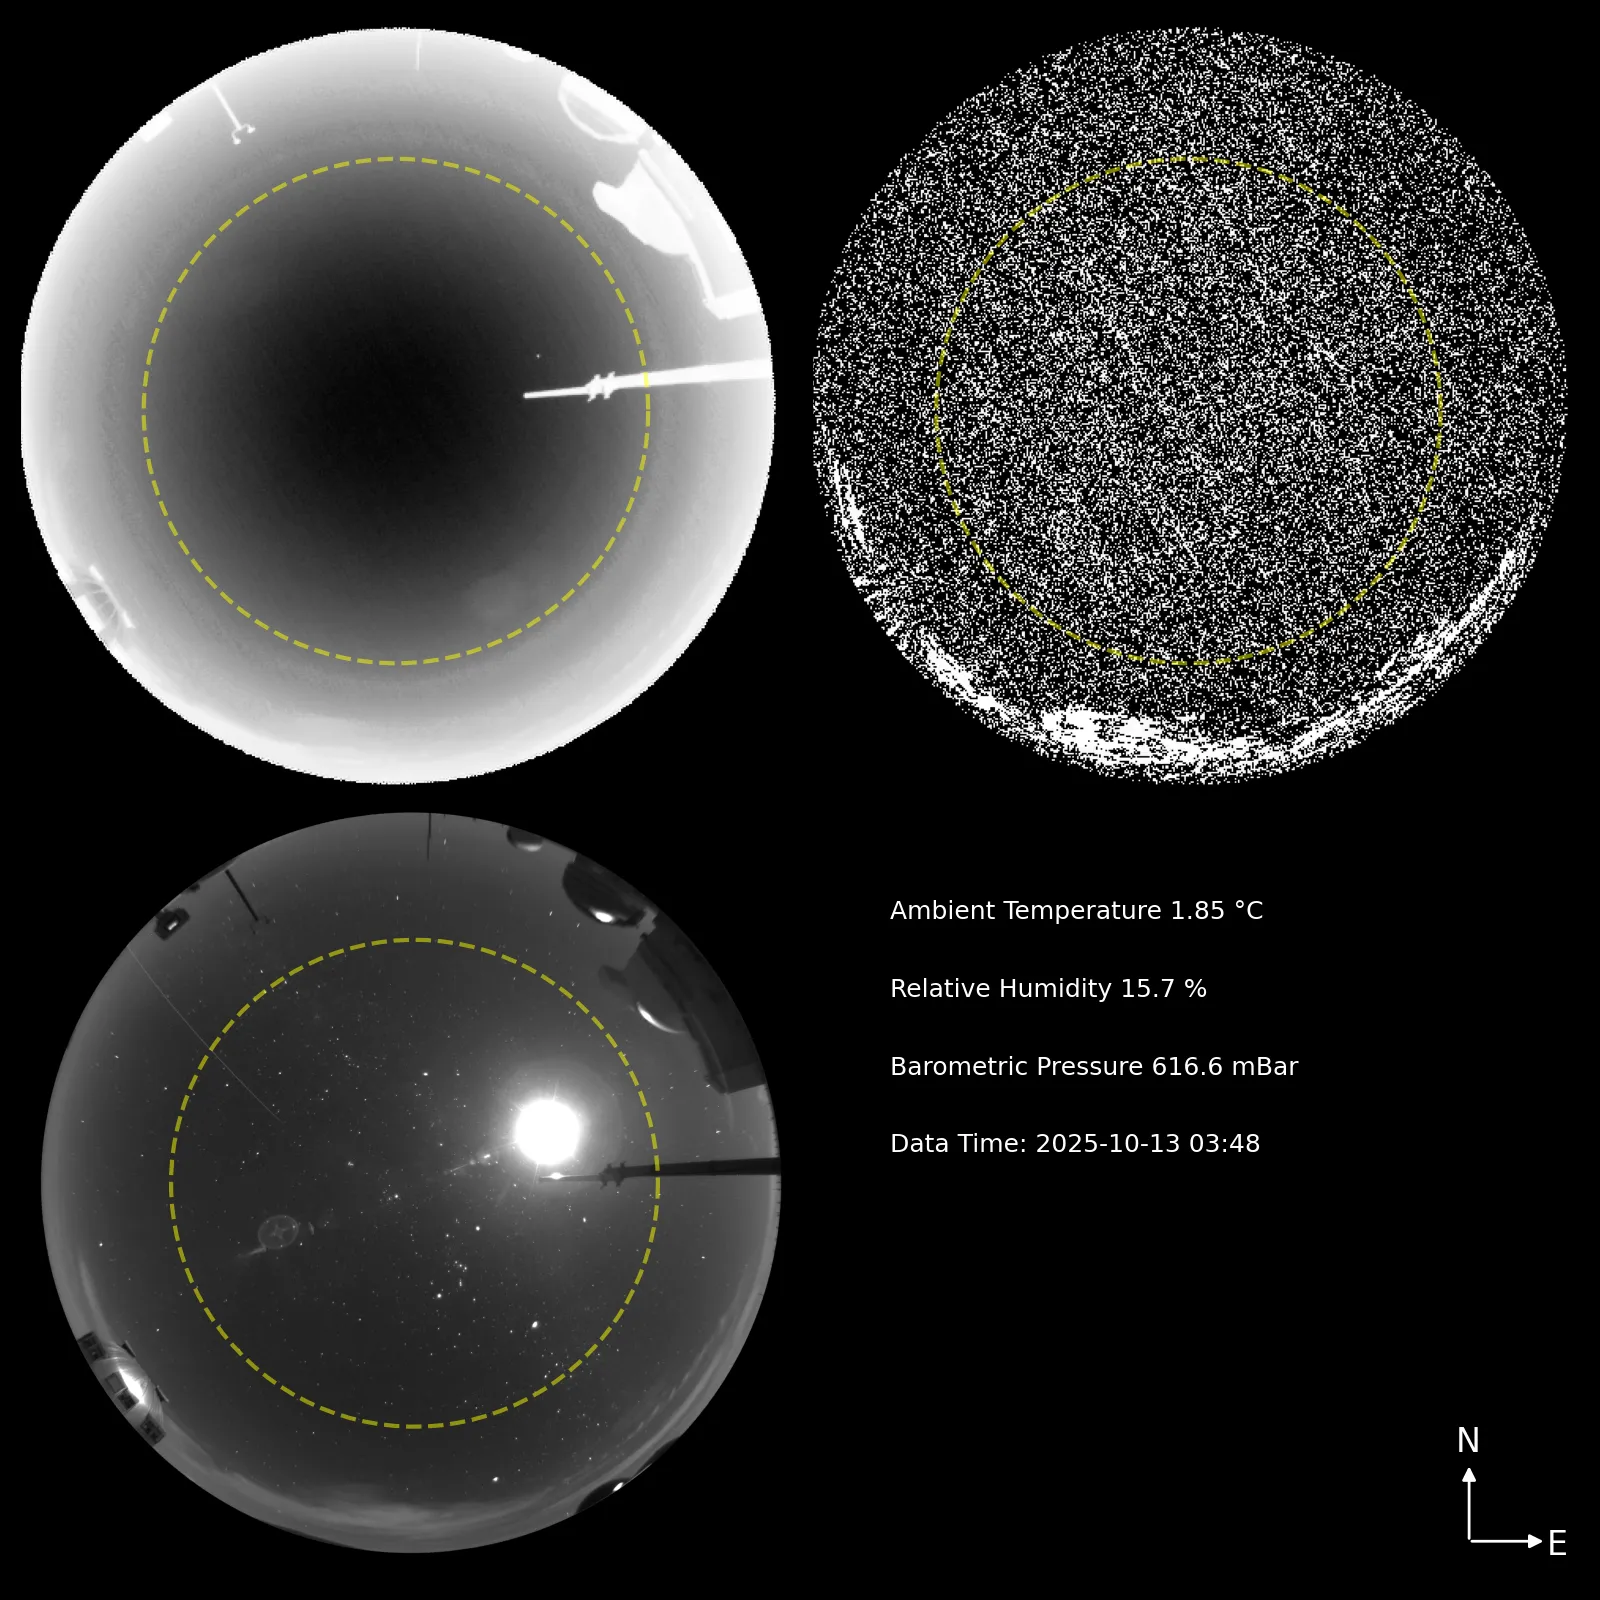 Ambient Temperature 1.85 °C
Relative Humidity 15.7 %
Barometric Pressure 616.6 mBar
Data Time: 2025-10-13 03:48
N
E